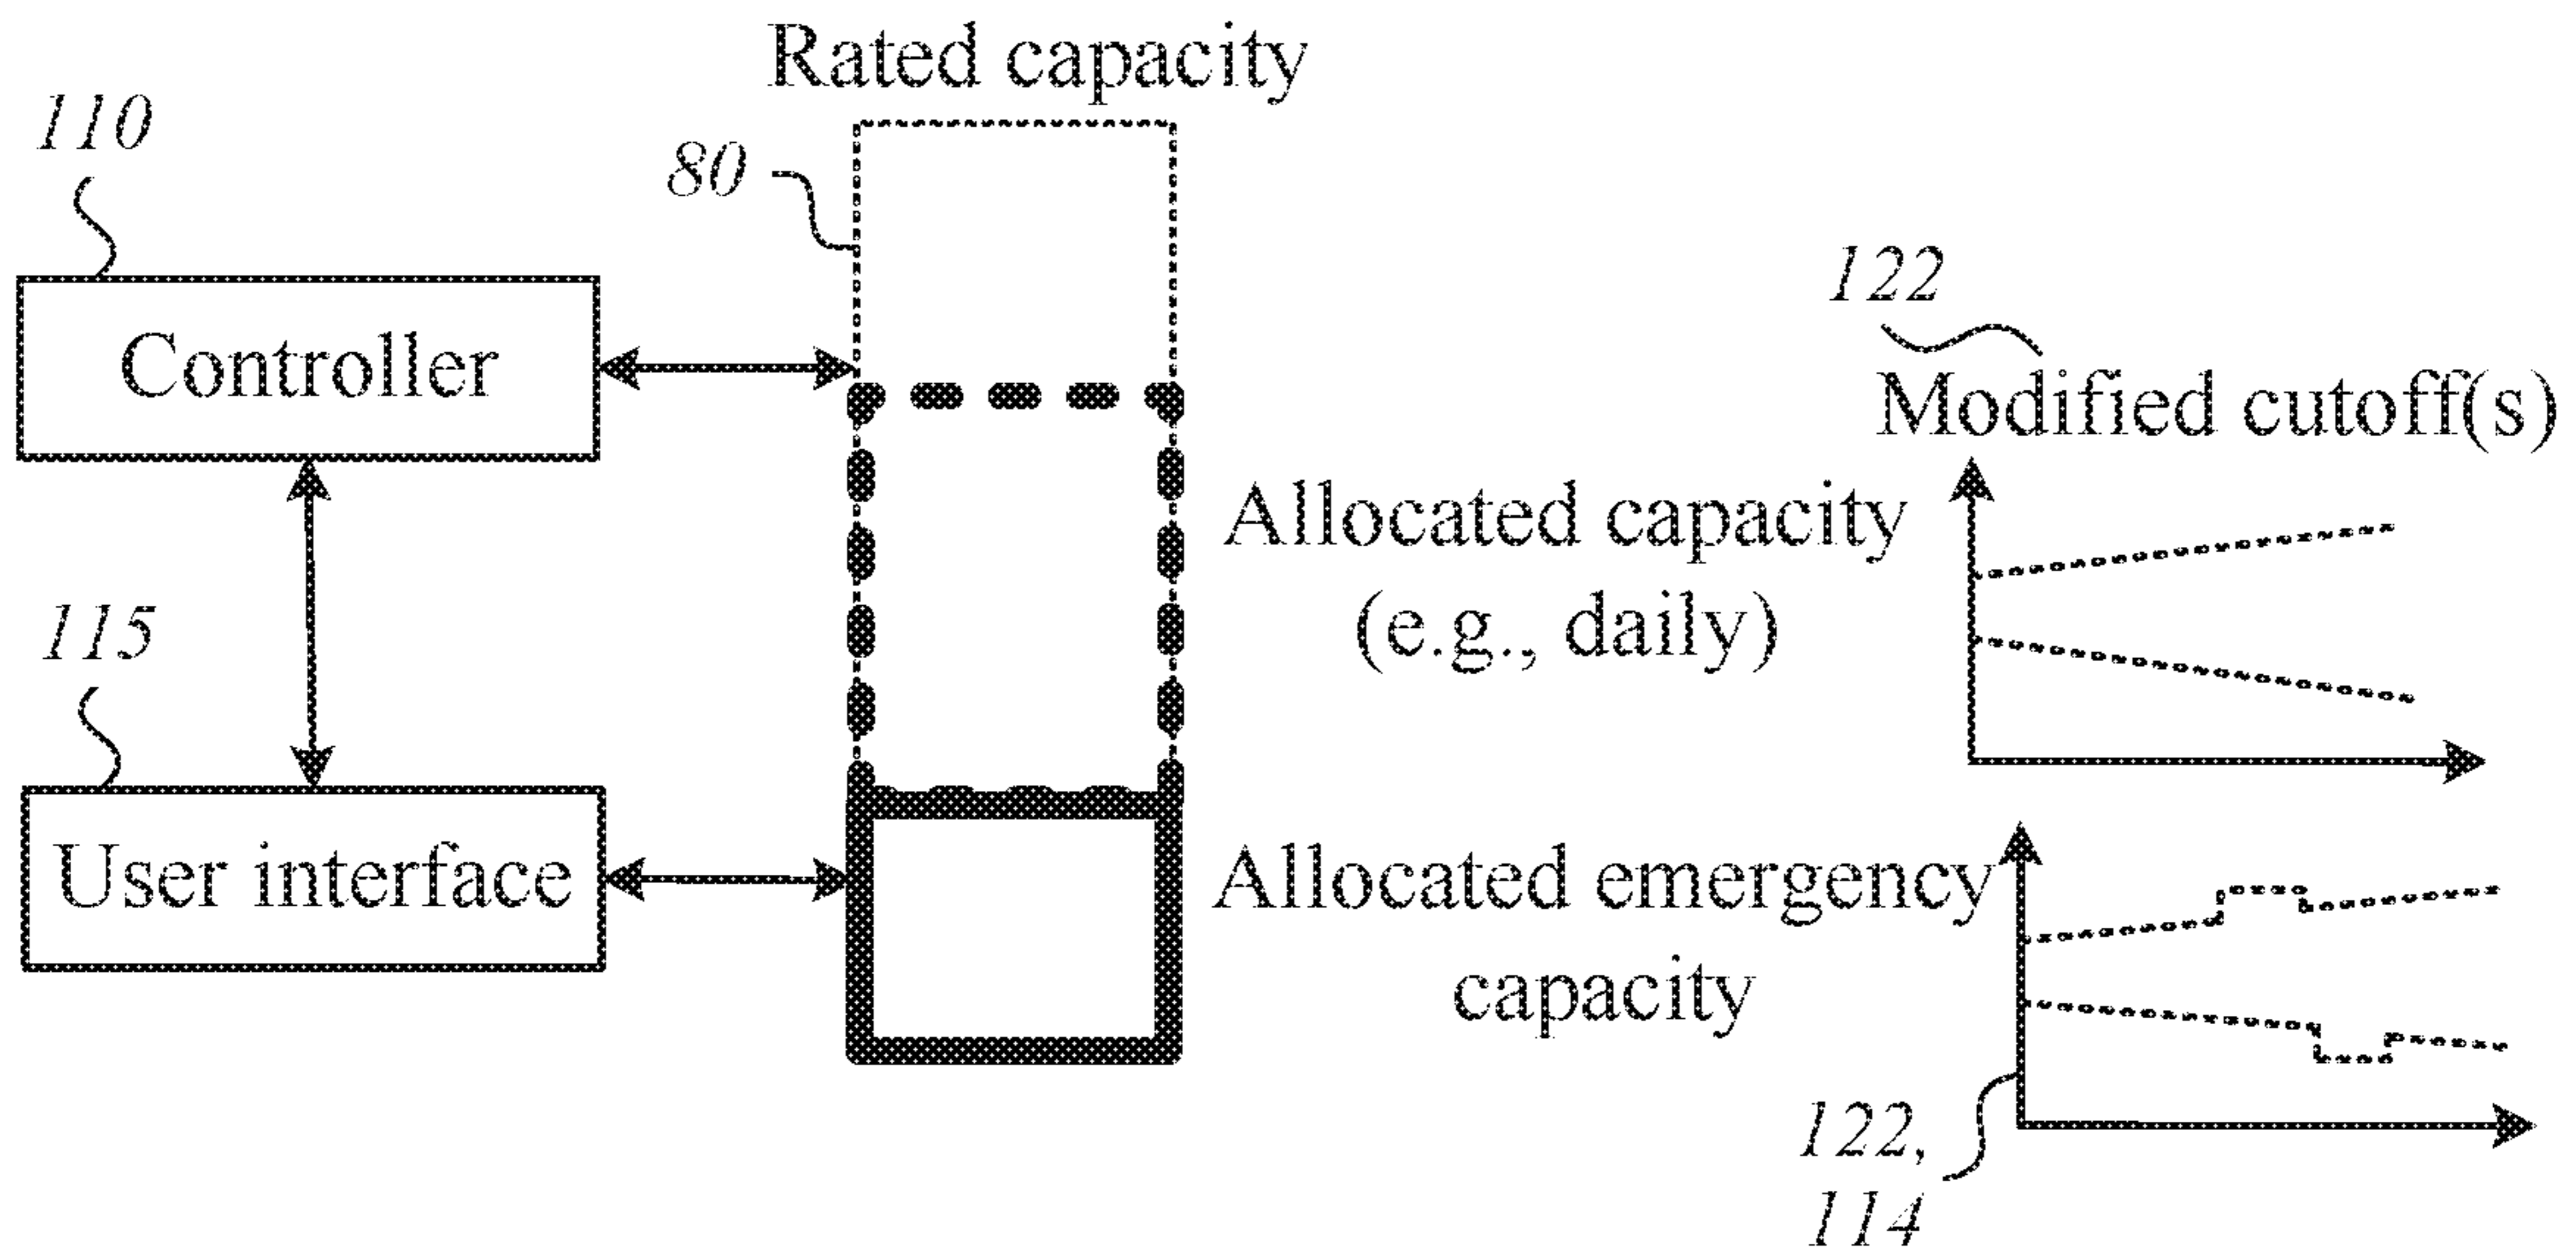 Rated capacity
110
80
Controller
122
Modified cutoff(s)
Allocated capacity
(e.g., daily)
115
User interface
Allocated emergency
capacity
122,
114